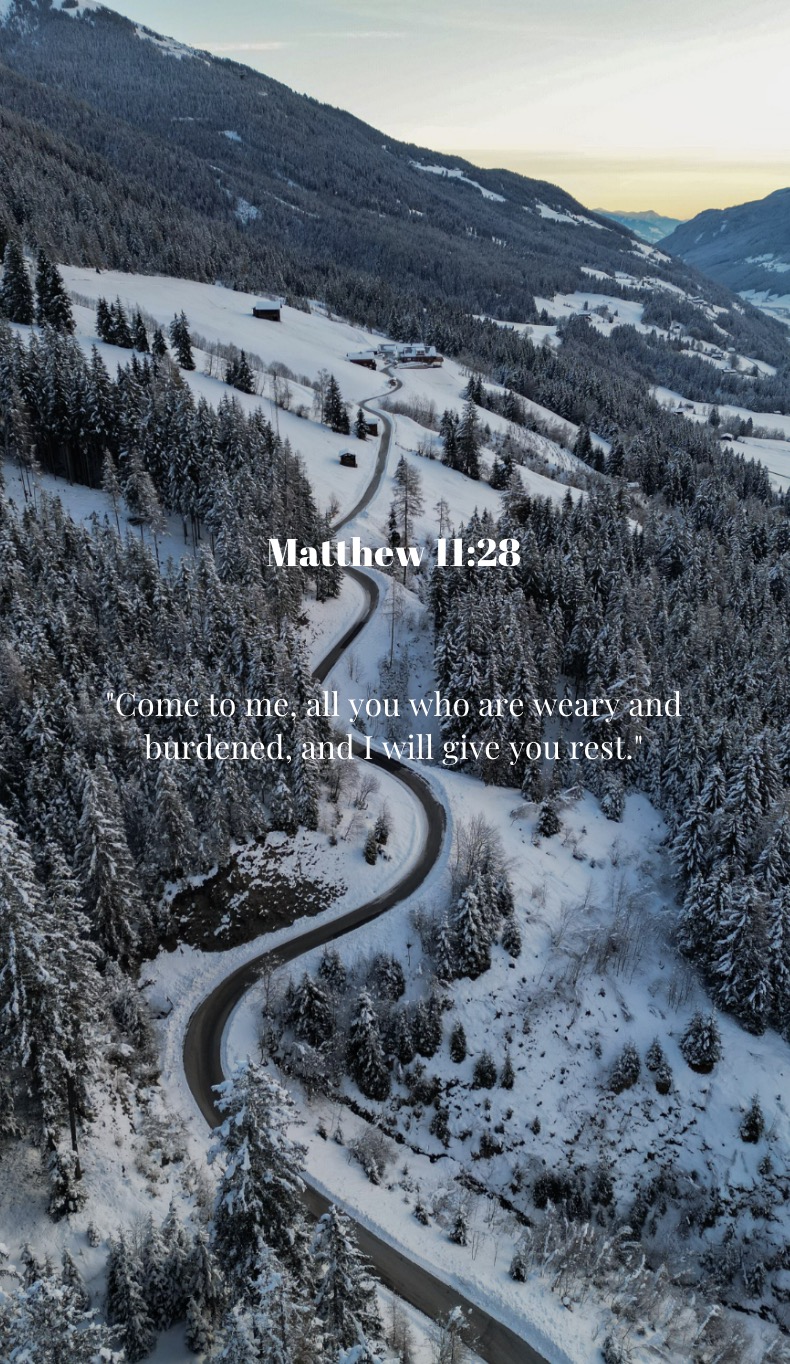 Matthew 11:28
"Come to me, all you who are weary and
burdened, and I will give you rest."